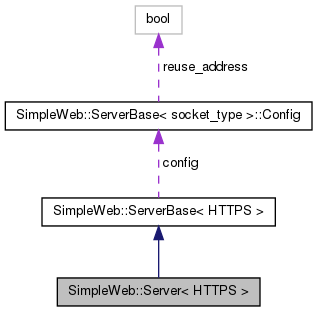 bool
reuse_address
SimpleWeb::ServerBase< socket_type >::Config
config
SimpleWeb::ServerBase< HTTPS >
SimpleWeb::Server< HTTPS >